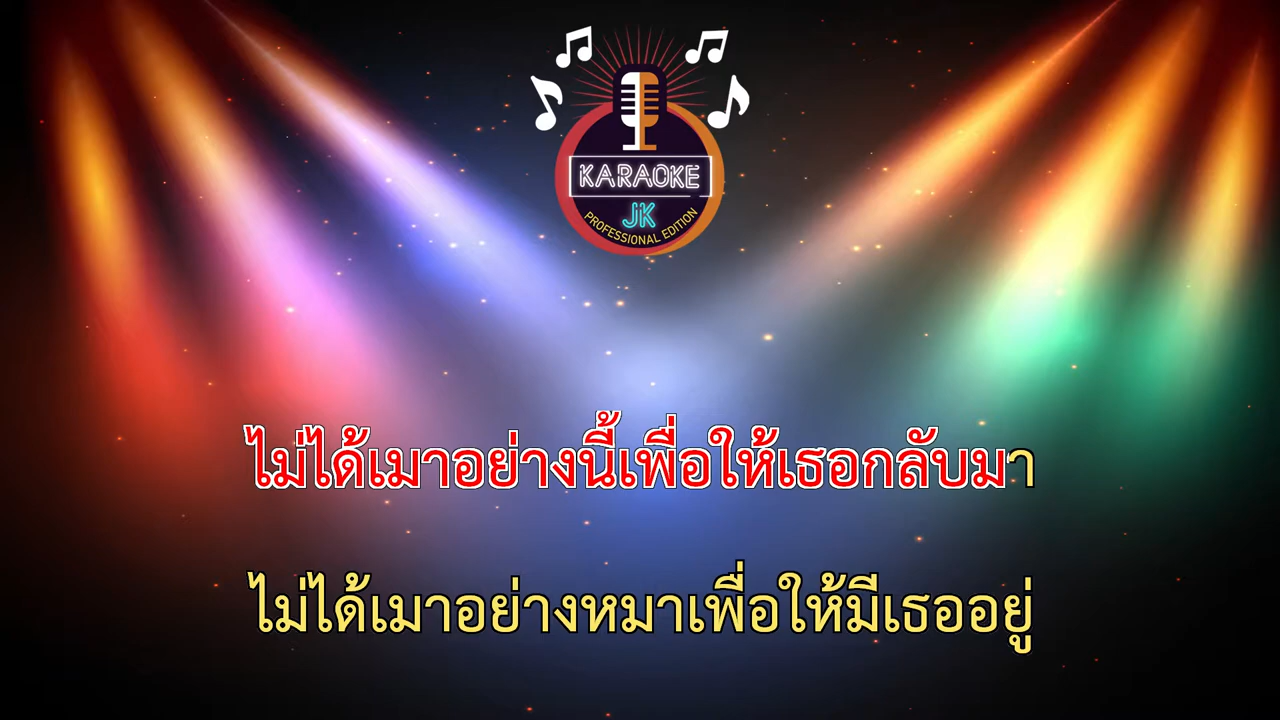 KARAOKE
JK
PROFESSIONAL EDITION
ไม่ได้เมาอย่างนี้เพื่อให้เธอกลับมา
ไม่ได้เมาอย่างหมาเพื่อให้มีเธออยู่